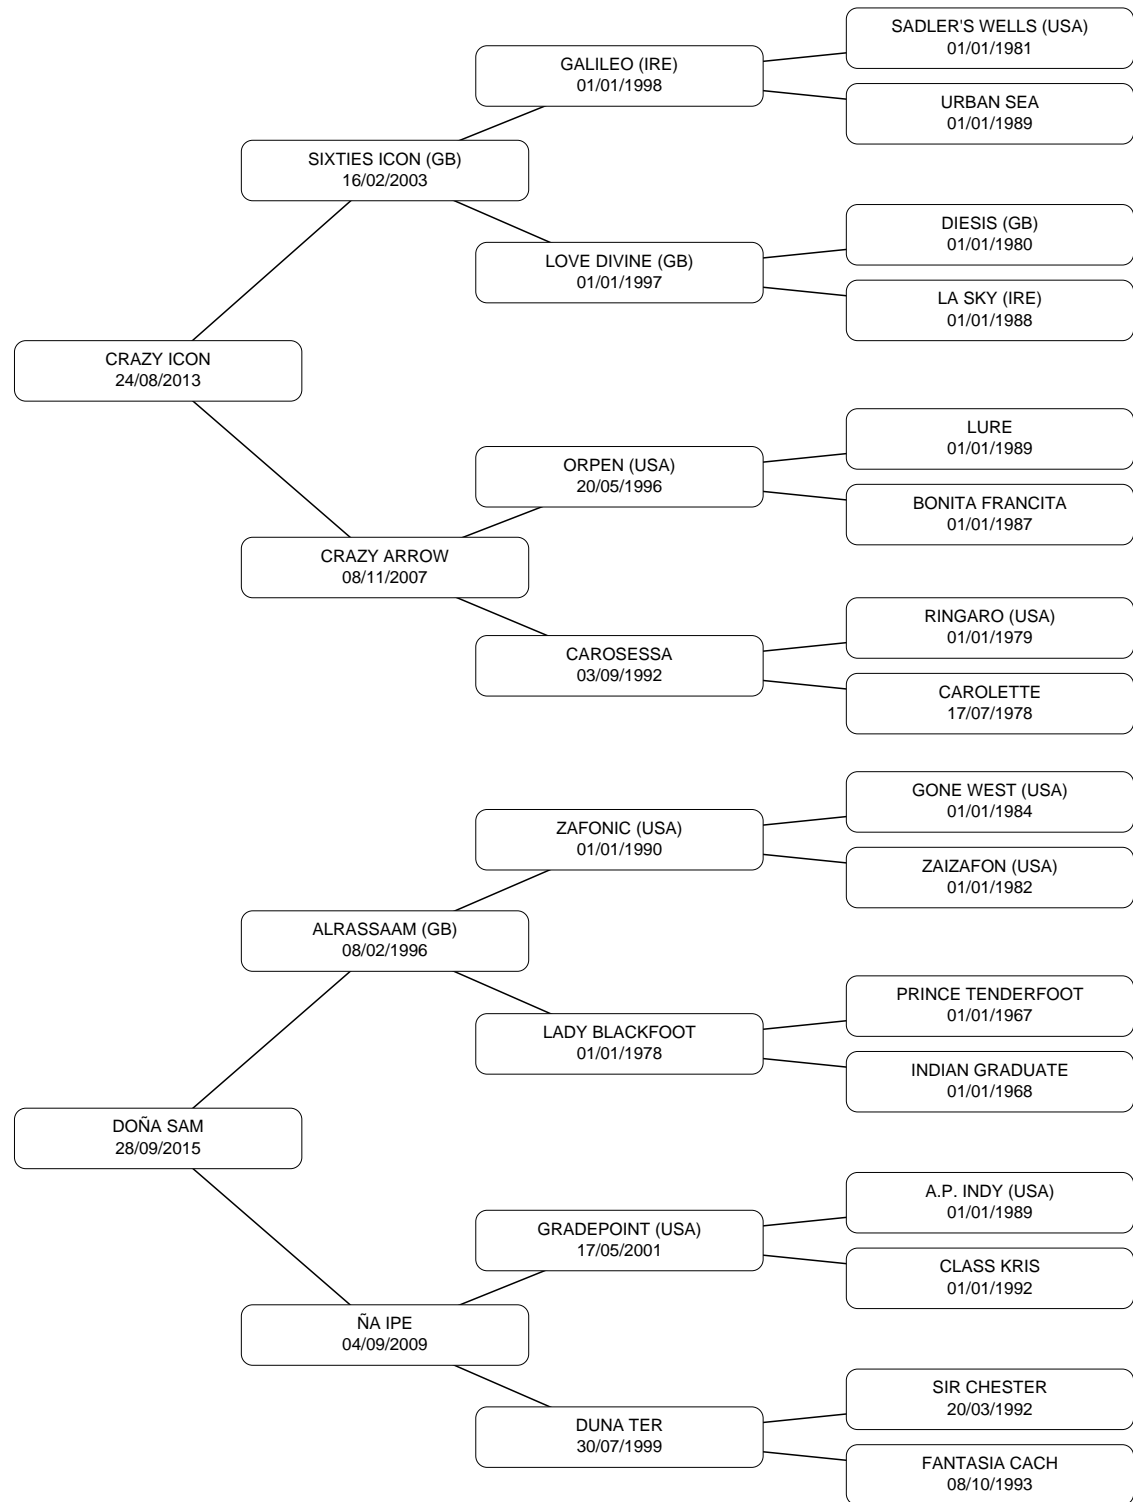 SADLER'S WELLS (USA)
01/01/1981
GALILEO (IRE)
01/01/1998
URBAN SEA
01/01/1989
SIXTIES ICON (GB)
16/02/2003
DIESIS (GB)
01/01/1980
LOVE DIVINE (GB)
01/01/1997
LA SKY (IRE)
01/01/1988
CRAZY ICON
24/08/2013
LURE
01/01/1989
ORPEN (USA)
20/05/1996
BONITA FRANCITA
01/01/1987
CRAZY ARROW
08/11/2007
RINGARO (USA)
01/01/1979
CAROSESSA
03/09/1992
CAROLETTE
17/07/1978
GONE WEST (USA)
01/01/1984
ZAFONIC (USA)
01/01/1990
ZAIZAFON (USA)
01/01/1982
ALRASSAAM (GB)
08/02/1996
PRINCE TENDERFOOT
01/01/1967
LADY BLACKFOOT
01/01/1978
INDIAN GRADUATE
01/01/1968
DOÑA SAM
28/09/2015
A.P. INDY (USA)
01/01/1989
GRADEPOINT (USA)
17/05/2001
CLASS KRIS
01/01/1992
ÑA IPE
04/09/2009
SIR CHESTER
20/03/1992
DUNA TER
30/07/1999
FANTASIA CACH
08/10/1993